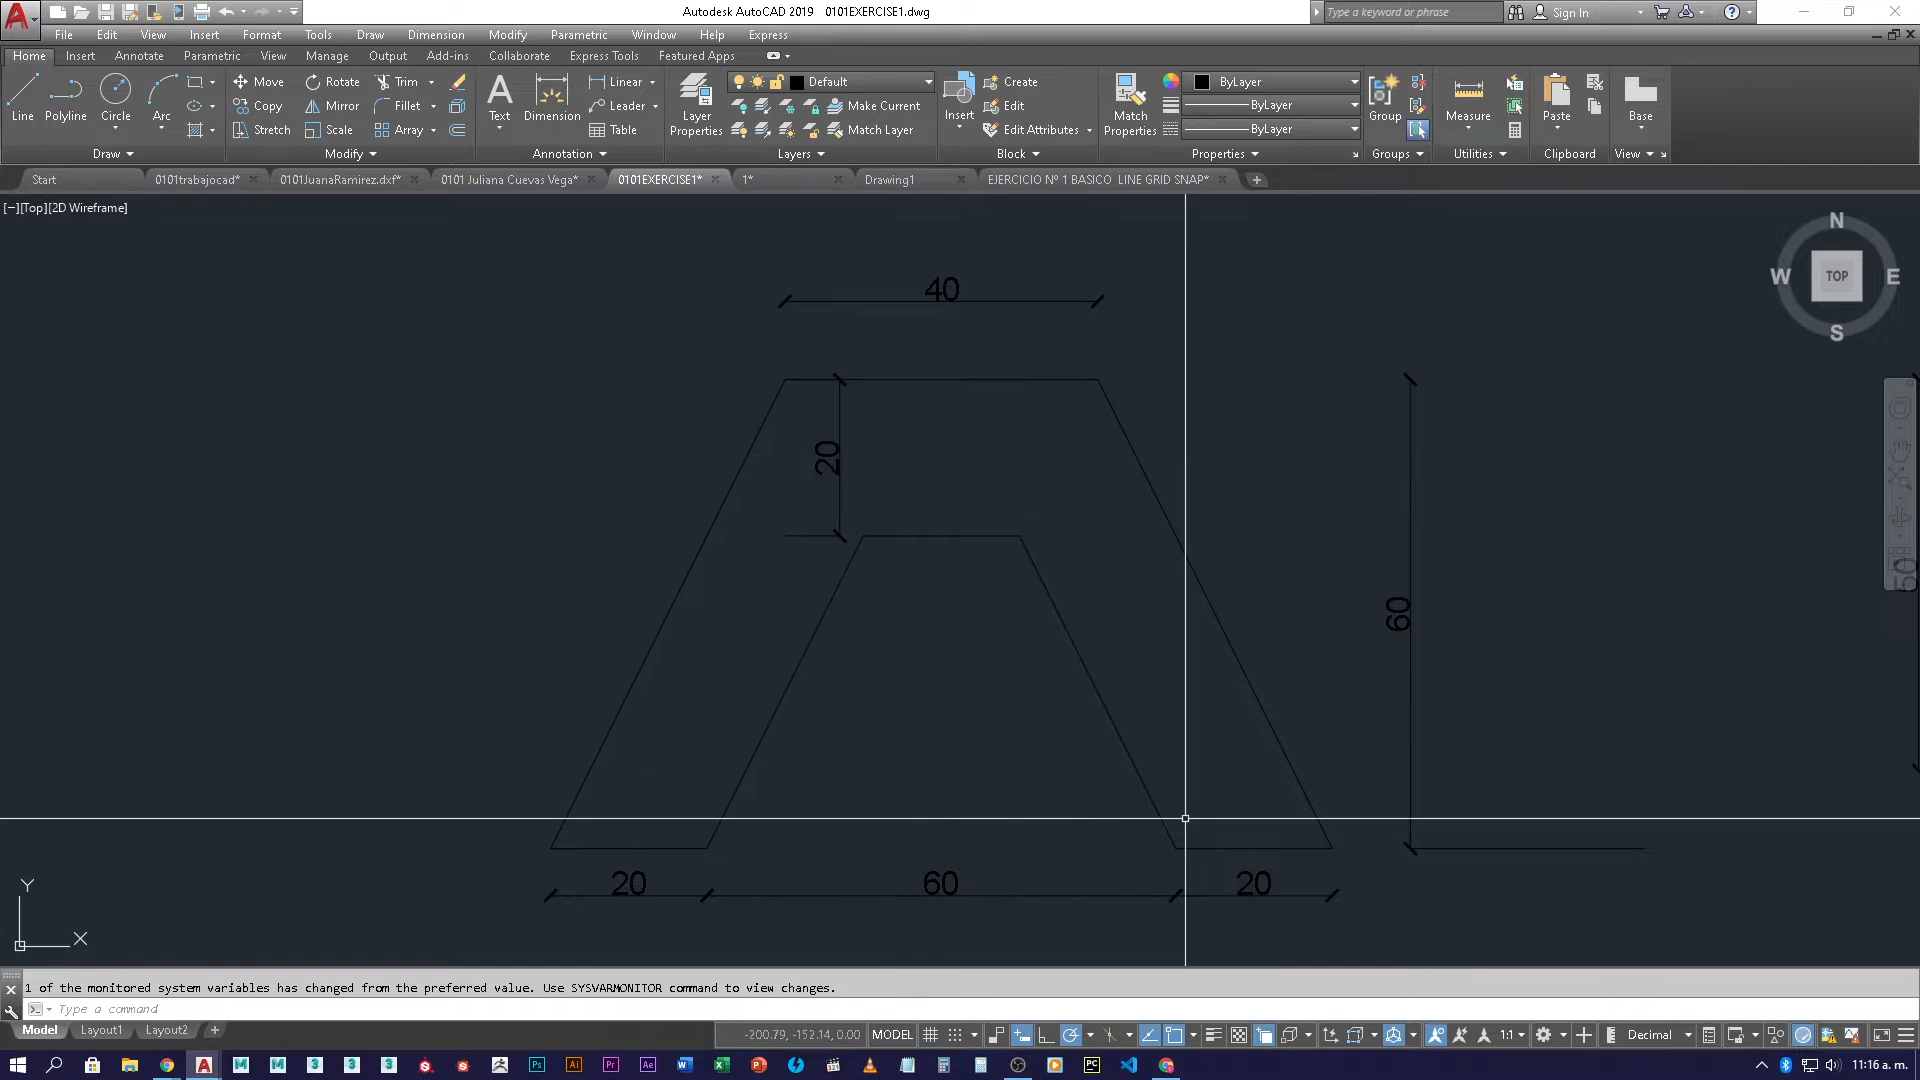 Autodesk AutoCAD 2019 0101EXERCISE1.dwg
Type a keyword or phrase
Sign In
File Edit View Insert Format Tools Draw Dimension Modify Parametric Window Help Express
Home Insert Annotate Parametric View Manage Output Add-ins Collaborate Express Tools Featured Apps
Line Polyline Circle Arc
Move Rotate Trim
Copy Mirror Fillet
Stretch Scale Array
Text Dimension
Linear
Leader
Table
Layer Properties
Default
Make Current
Match Layer
Insert
Create
Edit
Edit Attributes
Match Properties
ByLayer
ByLayer
ByLayer
Group
Measure
Paste
Base
Draw Modify Annotation Layers Block Properties Groups Utilities Clipboard View
Start 0101trabajocad* 0101JuanaRamirez.dxf* 0101 Juliana Cuevas Vega* 0101EXERCISE1* 1* Drawing1 EJERCICIO Nº 1 BASICO LINE GRID SNAP*
[−][Top][2D Wireframe]
N
W TOP E
S
40
20
60
50
20 60 20
Y
X
1 of the monitored system variables has changed from the preferred value. Use SYSVARMONITOR command to view changes.
Type a command
Model Layout1 Layout2
-200.79, -152.14, 0.00 MODEL 1:1 Decimal
11:16 a. m.